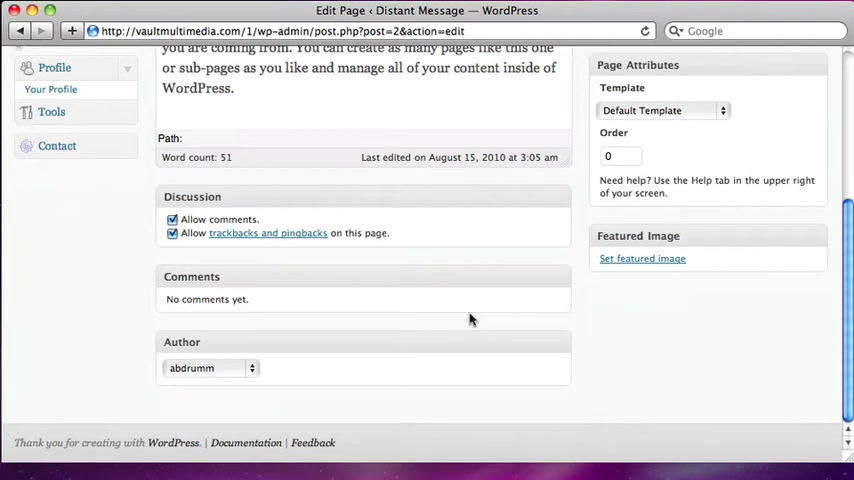 Edit Page ‹ Distant Message — WordPress
http://vaultmultimedia.com/1/wp-admin/post.php?post=2&action=edit
Google
Profile
Your Profile
Tools
Contact
you are coming from. You can create as many pages like this one
or sub-pages as you like and manage all of your content inside of
WordPress.
Path:
Word count: 51
Last edited on August 15, 2010 at 3:05 am
Discussion
Allow comments.
Allow trackbacks and pingbacks on this page.
Comments
No comments yet.
Author
abdrumm
Page Attributes
Template
Default Template
Order
0
Need help? Use the Help tab in the upper right
of your screen.
Featured Image
Set featured image
Thank you for creating with WordPress. | Documentation | Feedback